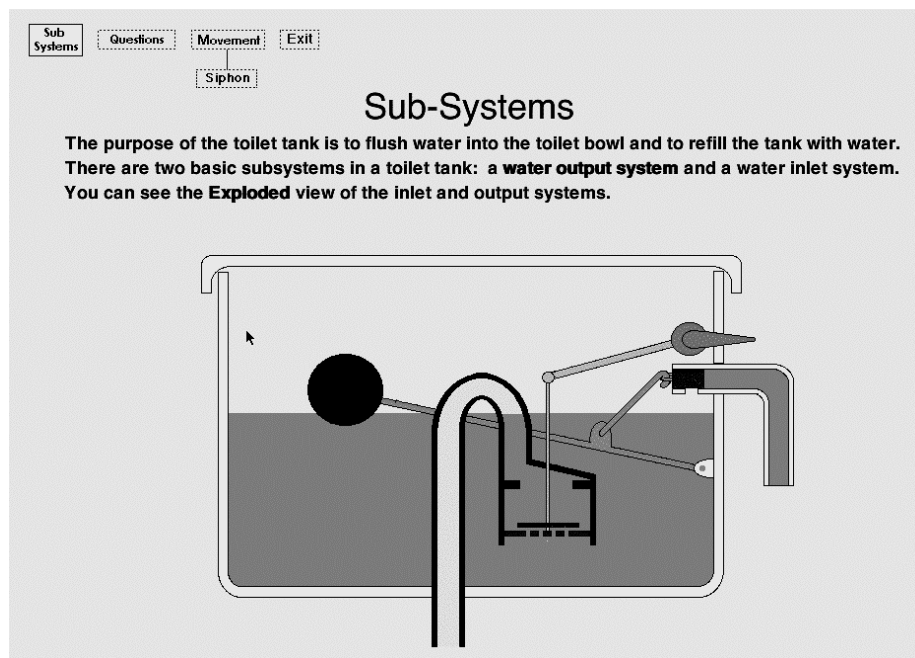 Sub
Systems
Questions
Movement
Exit
Siphon
Sub-Systems
The purpose of the toilet tank is to flush water into the toilet bowl and to refill the tank with water.
There are two basic subsystems in a toilet tank: a water output system and a water inlet system.
You can see the Exploded view of the inlet and output systems.